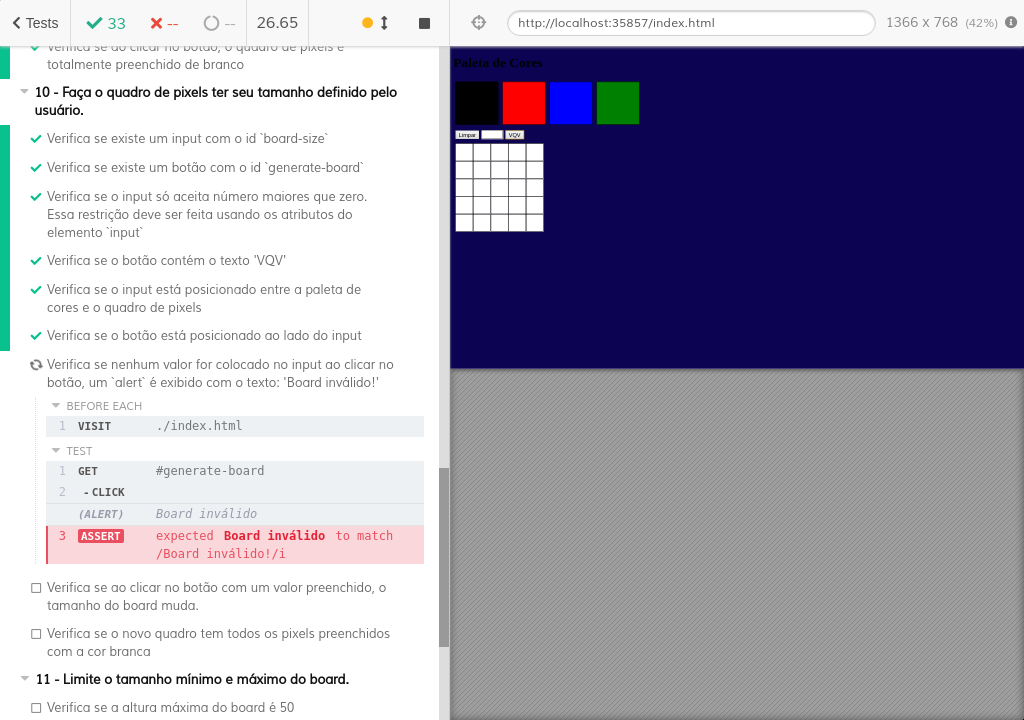 Tests 33 -- -- 26.65 http://localhost:35857/index.html 1366 x 768 (42%)
Verifica se ao clicar no botão, o quadro de pixels é
totalmente preenchido de branco
10 - Faça o quadro de pixels ter seu tamanho definido pelo
usuário.
Verifica se existe um input com o id `board-size`
Verifica se existe um botão com o id `generate-board`
Verifica se o input só aceita número maiores que zero.
Essa restrição deve ser feita usando os atributos do
elemento `input`
Verifica se o botão contém o texto 'VQV'
Verifica se o input está posicionado entre a paleta de
cores e o quadro de pixels
Verifica se o botão está posicionado ao lado do input
Verifica se nenhum valor for colocado no input ao clicar no
botão, um `alert` é exibido com o texto: 'Board inválido!'
BEFORE EACH
1 VISIT ./index.html
TEST
1 GET #generate-board
2 - CLICK
(ALERT) Board inválido
3 ASSERT expected Board inválido to match
/Board inválido!/i
Verifica se ao clicar no botão com um valor preenchido, o
tamanho do board muda.
Verifica se o novo quadro tem todos os pixels preenchidos
com a cor branca
11 - Limite o tamanho mínimo e máximo do board.
Verifica se a altura máxima do board é 50
Paleta de Cores
Limpar VQV